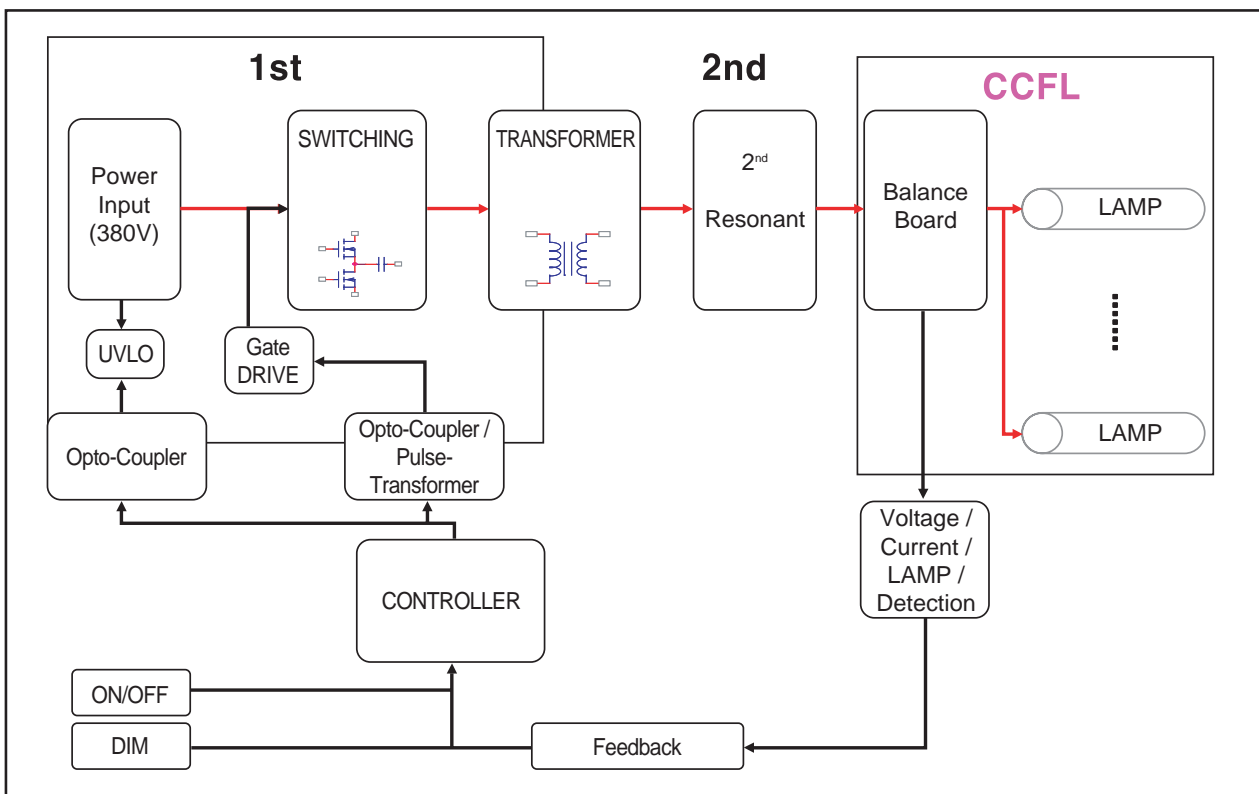 1st
2nd
CCFL
Power
Input
(380V)
SWITCHING
TRANSFORMER
2nd
Resonant
Balance
Board
LAMP
LAMP
UVLO
Gate
DRIVE
Opto-Coupler
Opto-Coupler /
Pulse-
Transformer
CONTROLLER
Voltage /
Current /
LAMP /
Detection
ON/OFF
DIM
Feedback